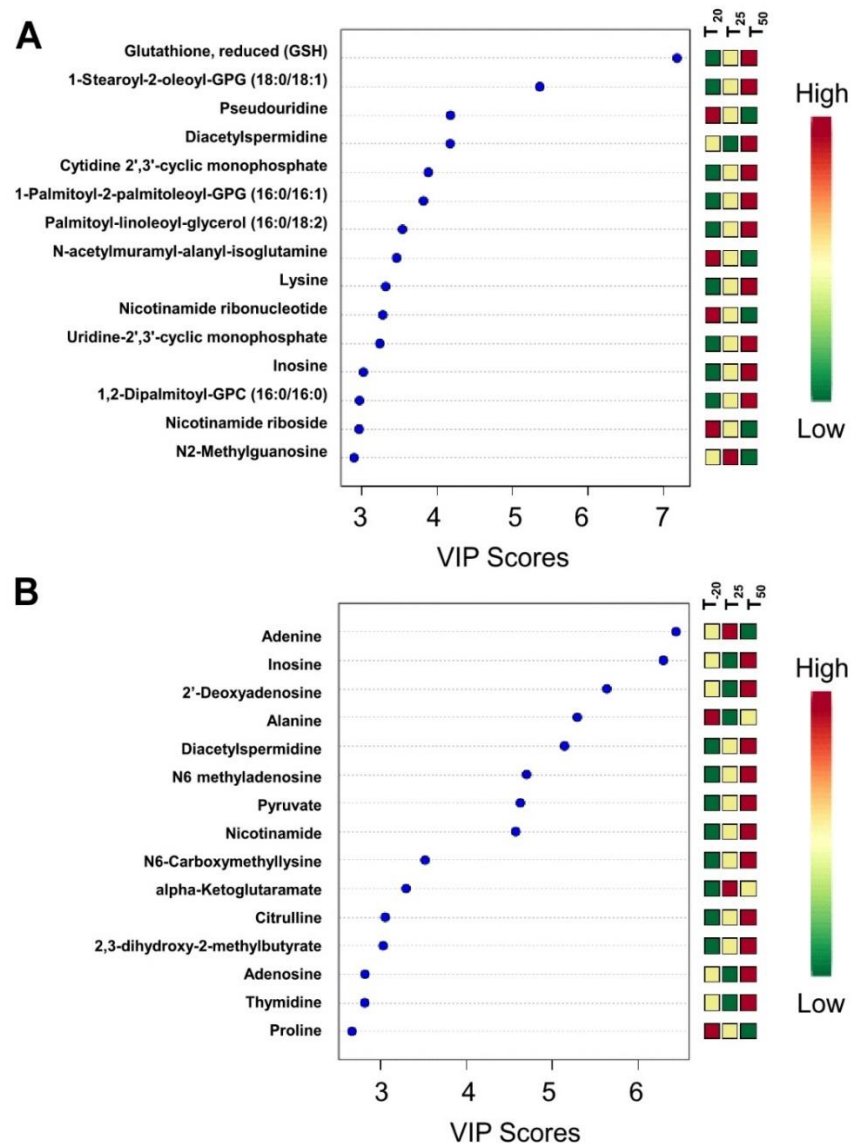 A
T20 T25 T50
Glutathione, reduced (GSH)
1-Stearoyl-2-oleoyl-GPG (18:0/18:1)
Pseudouridine
Diacetylspermidine
Cytidine 2',3'-cyclic monophosphate
1-Palmitoyl-2-palmitoleoyl-GPG (16:0/16:1)
Palmitoyl-linoleoyl-glycerol (16:0/18:2)
N-acetylmuramyl-alanyl-isoglutamine
Lysine
Nicotinamide ribonucleotide
Uridine-2',3'-cyclic monophosphate
Inosine
1,2-Dipalmitoyl-GPC (16:0/16:0)
Nicotinamide riboside
N2-Methylguanosine
High
Low
3 4 5 6 7
VIP Scores
B
T-20 T25 T50
Adenine
Inosine
2'-Deoxyadenosine
Alanine
Diacetylspermidine
N6 methyladenosine
Pyruvate
Nicotinamide
N6-Carboxymethyllysine
alpha-Ketoglutaramate
Citrulline
2,3-dihydroxy-2-methylbutyrate
Adenosine
Thymidine
Proline
High
Low
3 4 5 6
VIP Scores